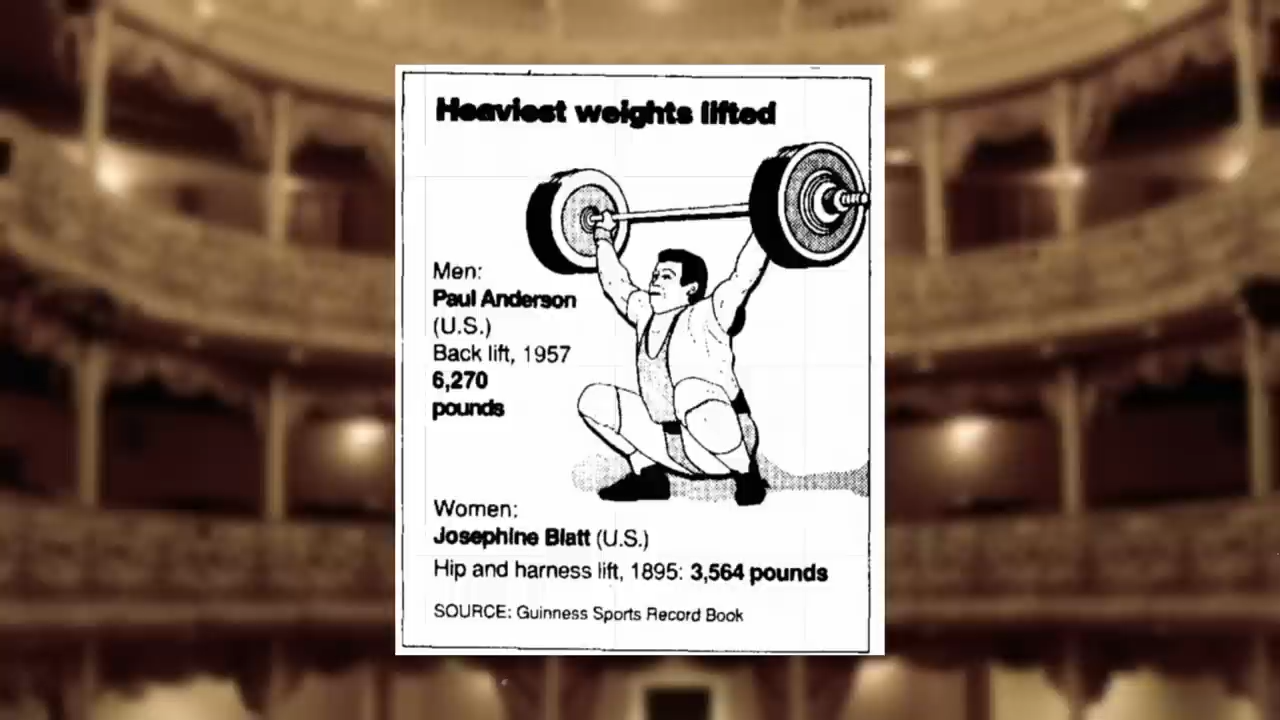 Heaviest weights lifted
Men:
Paul Anderson
(U.S.)
Back lift, 1957
6,270
pounds
Women:
Josephine Blatt (U.S.)
Hip and harness lift, 1895: 3,564 pounds
SOURCE: Guinness Sports Record Book